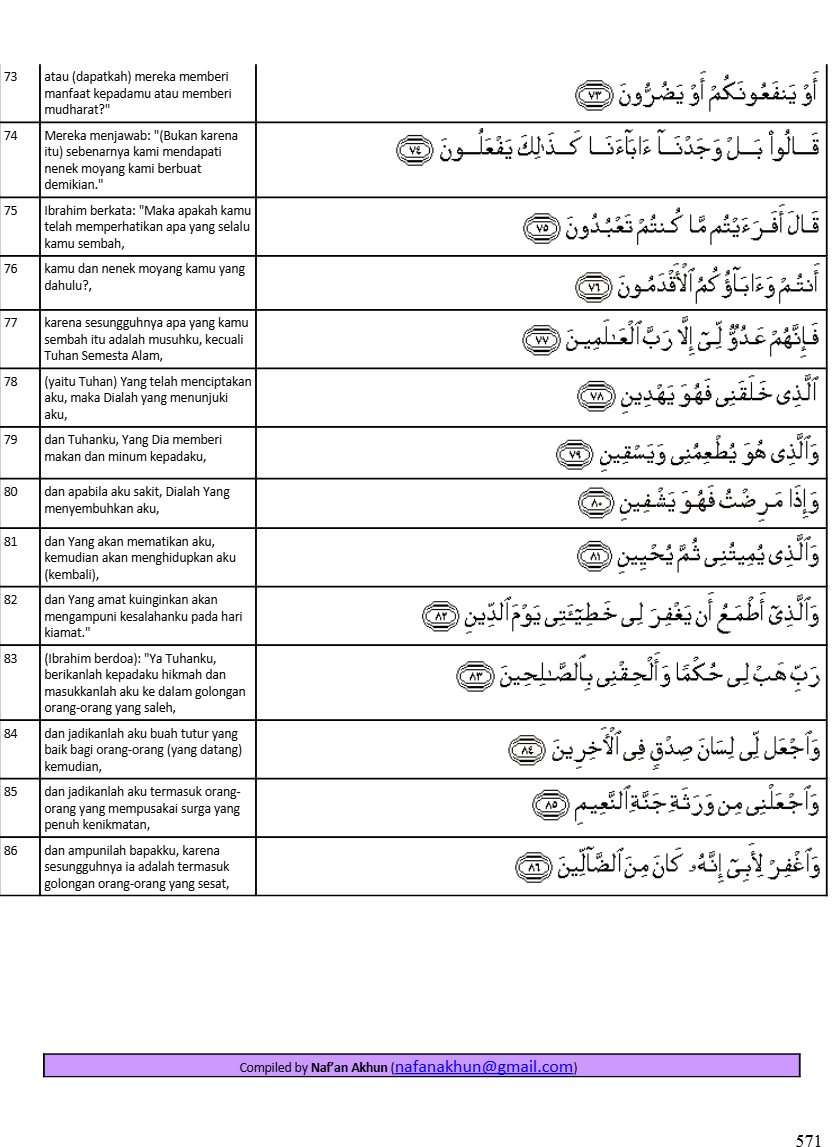 73
atau (dapatkah) mereka memberi
manfaat kepadamu atau memberi
mudharat?"
أَوْ يَنفَعُونَكُمْ أَوْ يَضُرُّونَ ٧٣
74
Mereka menjawab: "(Bukan karena
itu) sebenarnya kami mendapati
nenek moyang kami berbuat
demikian."
قَالُوا۟ بَلْ وَجَدْنَآ ءَابَآءَنَا كَذَٰلِكَ يَفْعَلُونَ ٧٤
75
Ibrahim berkata: "Maka apakah kamu
telah memperhatikan apa yang selalu
kamu sembah,
قَالَ أَفَرَءَيْتُم مَّا كُنتُمْ تَعْبُدُونَ ٧٥
76
kamu dan nenek moyang kamu yang
dahulu?,
أَنتُمْ وَءَابَآؤُكُمُ ٱلْأَقْدَمُونَ ٧٦
77
karena sesungguhnya apa yang kamu
sembah itu adalah musuhku, kecuali
Tuhan Semesta Alam,
فَإِنَّهُمْ عَدُوٌّ لِّىٓ إِلَّا رَبَّ ٱلْعَٰلَمِينَ ٧٧
78
(yaitu Tuhan) Yang telah menciptakan
aku, maka Dialah yang menunjuki
aku,
ٱلَّذِى خَلَقَنِى فَهُوَ يَهْدِينِ ٧٨
79
dan Tuhanku, Yang Dia memberi
makan dan minum kepadaku,
وَٱلَّذِى هُوَ يُطْعِمُنِى وَيَسْقِينِ ٧٩
80
dan apabila aku sakit, Dialah Yang
menyembuhkan aku,
وَإِذَا مَرِضْتُ فَهُوَ يَشْفِينِ ٨٠
81
dan Yang akan mematikan aku,
kemudian akan menghidupkan aku
(kembali),
وَٱلَّذِى يُمِيتُنِى ثُمَّ يُحْيِينِ ٨١
82
dan Yang amat kuinginkan akan
mengampuni kesalahanku pada hari
kiamat."
وَٱلَّذِىٓ أَطْمَعُ أَن يَغْفِرَ لِى خَطِيٓـَٔتِى يَوْمَ ٱلدِّينِ ٨٢
83
(Ibrahim berdoa): "Ya Tuhanku,
berikanlah kepadaku hikmah dan
masukkanlah aku ke dalam golongan
orang-orang yang saleh,
رَبِّ هَبْ لِى حُكْمًا وَأَلْحِقْنِى بِٱلصَّٰلِحِينَ ٨٣
84
dan jadikanlah aku buah tutur yang
baik bagi orang-orang (yang datang)
kemudian,
وَٱجْعَل لِّى لِسَانَ صِدْقٍ فِى ٱلْأَخِرِينَ ٨٤
85
dan jadikanlah aku termasuk orang-
orang yang mempusakai surga yang
penuh kenikmatan,
وَٱجْعَلْنِى مِن وَرَثَةِ جَنَّةِ ٱلنَّعِيمِ ٨٥
86
dan ampunilah bapakku, karena
sesungguhnya ia adalah termasuk
golongan orang-orang yang sesat,
وَٱغْفِرْ لِأَبِىٓ إِنَّهُۥ كَانَ مِنَ ٱلضَّآلِّينَ ٨٦
Compiled by Naf'an Akhun (nafanakhun@gmail.com)
571